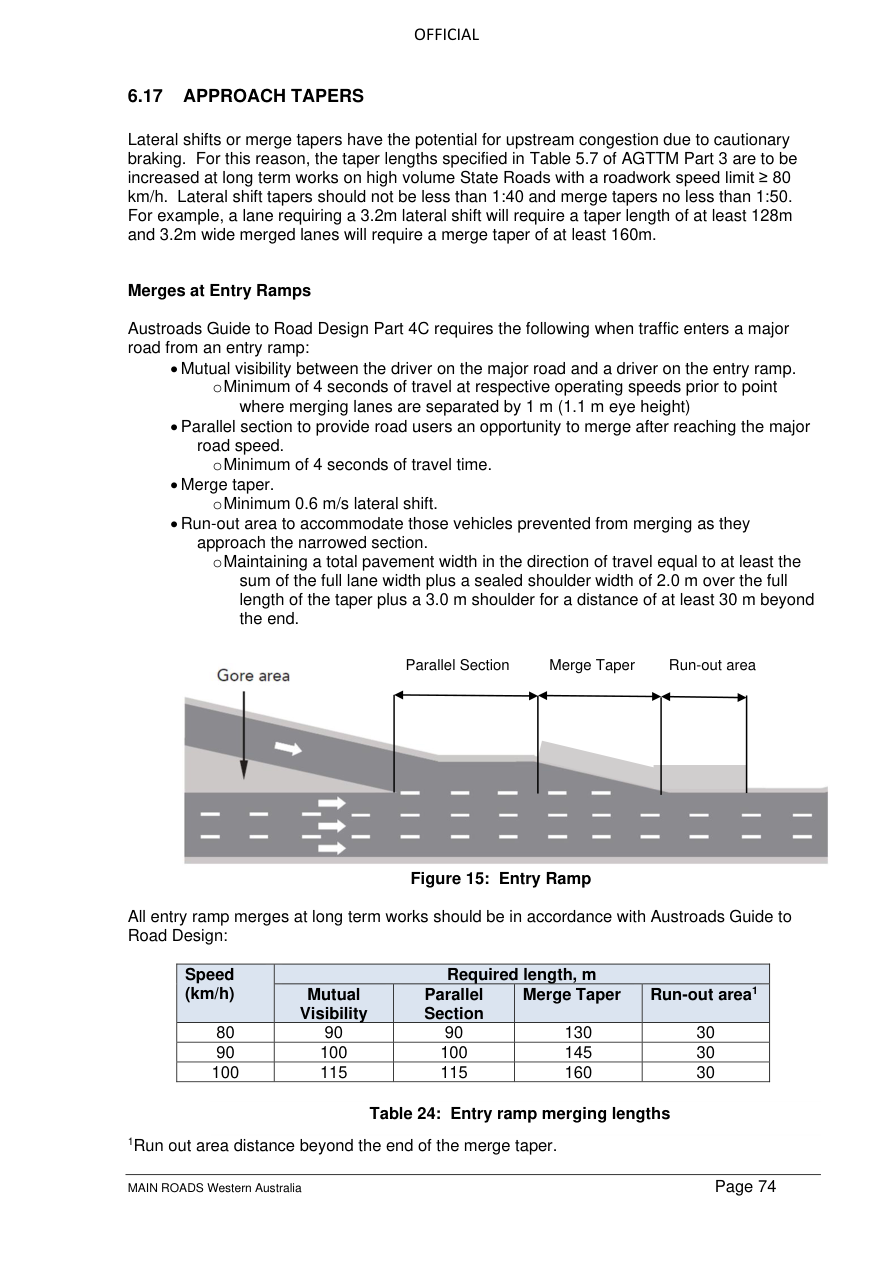 OFFICIAL
6.17 APPROACH TAPERS
Lateral shifts or merge tapers have the potential for upstream congestion due to cautionary
braking. For this reason, the taper lengths specified in Table 5.7 of AGTTM Part 3 are to be
increased at long term works on high volume State Roads with a roadwork speed limit ≥ 80
km/h. Lateral shift tapers should not be less than 1:40 and merge tapers no less than 1:50.
For example, a lane requiring a 3.2m lateral shift will require a taper length of at least 128m
and 3.2m wide merged lanes will require a merge taper of at least 160m.
Merges at Entry Ramps
Austroads Guide to Road Design Part 4C requires the following when traffic enters a major
road from an entry ramp:
• Mutual visibility between the driver on the major road and a driver on the entry ramp.
o Minimum of 4 seconds of travel at respective operating speeds prior to point
where merging lanes are separated by 1 m (1.1 m eye height)
• Parallel section to provide road users an opportunity to merge after reaching the major
road speed.
o Minimum of 4 seconds of travel time.
• Merge taper.
o Minimum 0.6 m/s lateral shift.
• Run-out area to accommodate those vehicles prevented from merging as they
approach the narrowed section.
o Maintaining a total pavement width in the direction of travel equal to at least the
sum of the full lane width plus a sealed shoulder width of 2.0 m over the full
length of the taper plus a 3.0 m shoulder for a distance of at least 30 m beyond
the end.
Gore area
Parallel Section Merge Taper Run-out area
Figure 15: Entry Ramp
All entry ramp merges at long term works should be in accordance with Austroads Guide to
Road Design:
Speed Required length, m
(km/h) Mutual Parallel Merge Taper Run-out area¹
Visibility Section
80 90 90 130 30
90 100 100 145 30
100 115 115 160 30
Table 24: Entry ramp merging lengths
¹Run out area distance beyond the end of the merge taper.
MAIN ROADS Western Australia Page 74